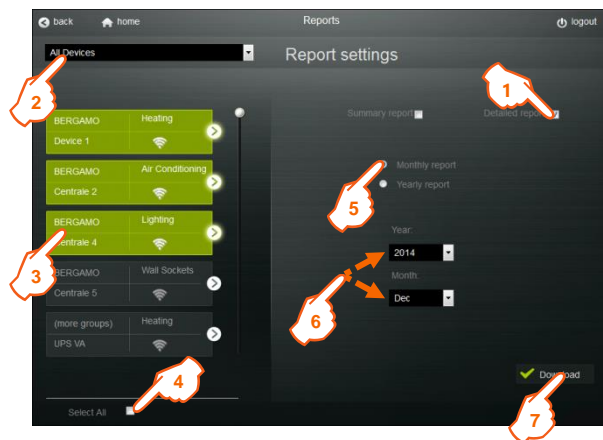 back home Reports logout
All Devices
Report settings
1
2
BERGAMO Heating
Device 1
Summary report Detailed report
BERGAMO Air Conditioning
Centrale 2
Monthly report
Yearly report
5
BERGAMO Lighting
Centrale 4
3
Year:
2014
Month:
Dec
6
BERGAMO Wall Sockets
Centrale 5
(more groups) Heating
UPS VA
4
Download
7
Select All